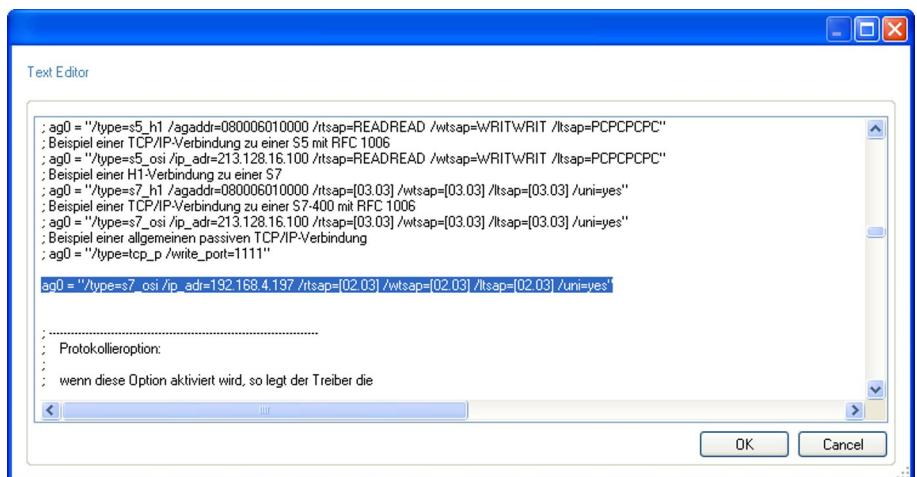 Text Editor
; ag0 = "/type=s5_h1 /agaddr=080006010000 /rtsap=READREAD /wtsap=WRITWRIT /ltsap=PCPCPCPC"
; Beispiel einer TCP/IP-Verbindung zu einer S5 mit RFC 1006
; ag0 = "/type=s5_osi /ip_adr=213.128.16.100 /rtsap=READREAD /wtsap=WRITWRIT /ltsap=PCPCPCPC"
; Beispiel einer H1-Verbindung zu einer S7
; ag0 = "/type=s7_h1 /agaddr=080006010000 /rtsap=[03.03] /wtsap=[03.03] /ltsap=[03.03] /uni=yes"
; Beispiel einer TCP/IP-Verbindung zu einer S7-400 mit RFC 1006
; ag0 = "/type=s7_osi /ip_adr=213.128.16.100 /rtsap=[03.03] /wtsap=[03.03] /ltsap=[03.03] /uni=yes"
; Beispiel einer allgemeinen passiven TCP/IP-Verbindung
; ag0 = "/type=tcp_p /write_port=1111"
ag0 = "/type=s7_osi /ip_adr=192.168.4.197 /rtsap=[02.03] /wtsap=[02.03] /ltsap=[02.03] /uni=yes"
; --------------------------------------------------------------------
; Protokollieroption:
;
; wenn diese Option aktiviert wird, so legt der Treiber die
OK Cancel